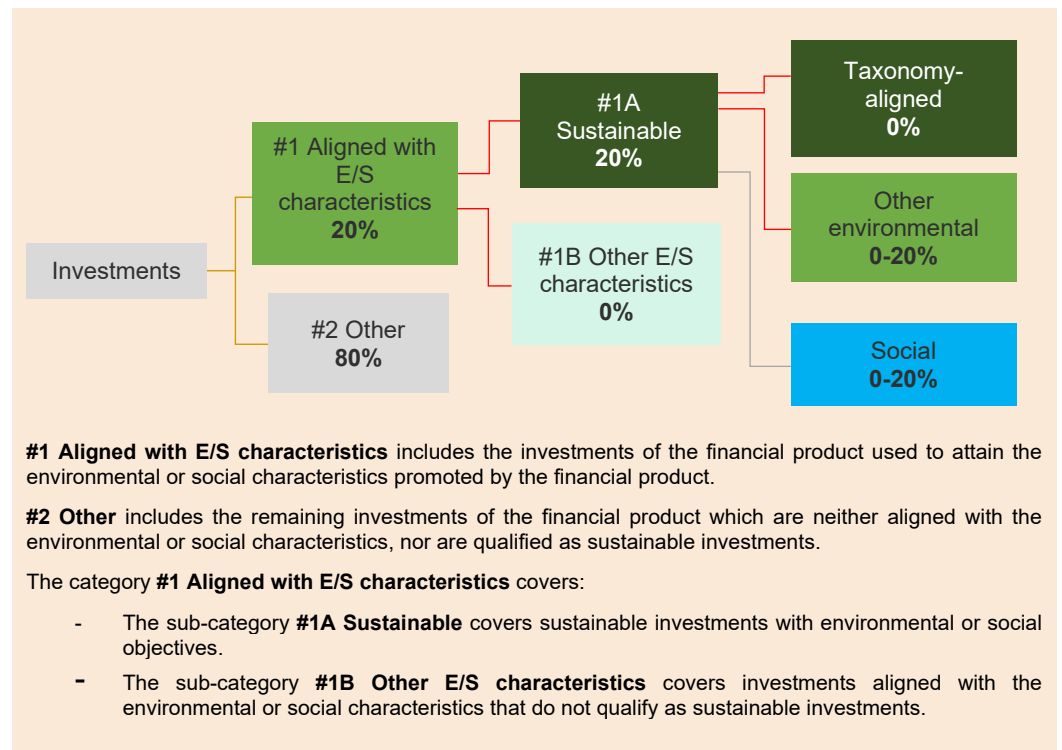 Investments
#1 Aligned with
E/S
characteristics
20%
#2 Other
80%
#1A
Sustainable
20%
#1B Other E/S
characteristics
0%
Taxonomy-
aligned
0%
Other
environmental
0-20%
Social
0-20%
#1 Aligned with E/S characteristics includes the investments of the financial product used to attain the
environmental or social characteristics promoted by the financial product.
#2 Other includes the remaining investments of the financial product which are neither aligned with the
environmental or social characteristics, nor are qualified as sustainable investments.
The category #1 Aligned with E/S characteristics covers:
- The sub-category #1A Sustainable covers sustainable investments with environmental or social
objectives.
- The sub-category #1B Other E/S characteristics covers investments aligned with the
environmental or social characteristics that do not qualify as sustainable investments.